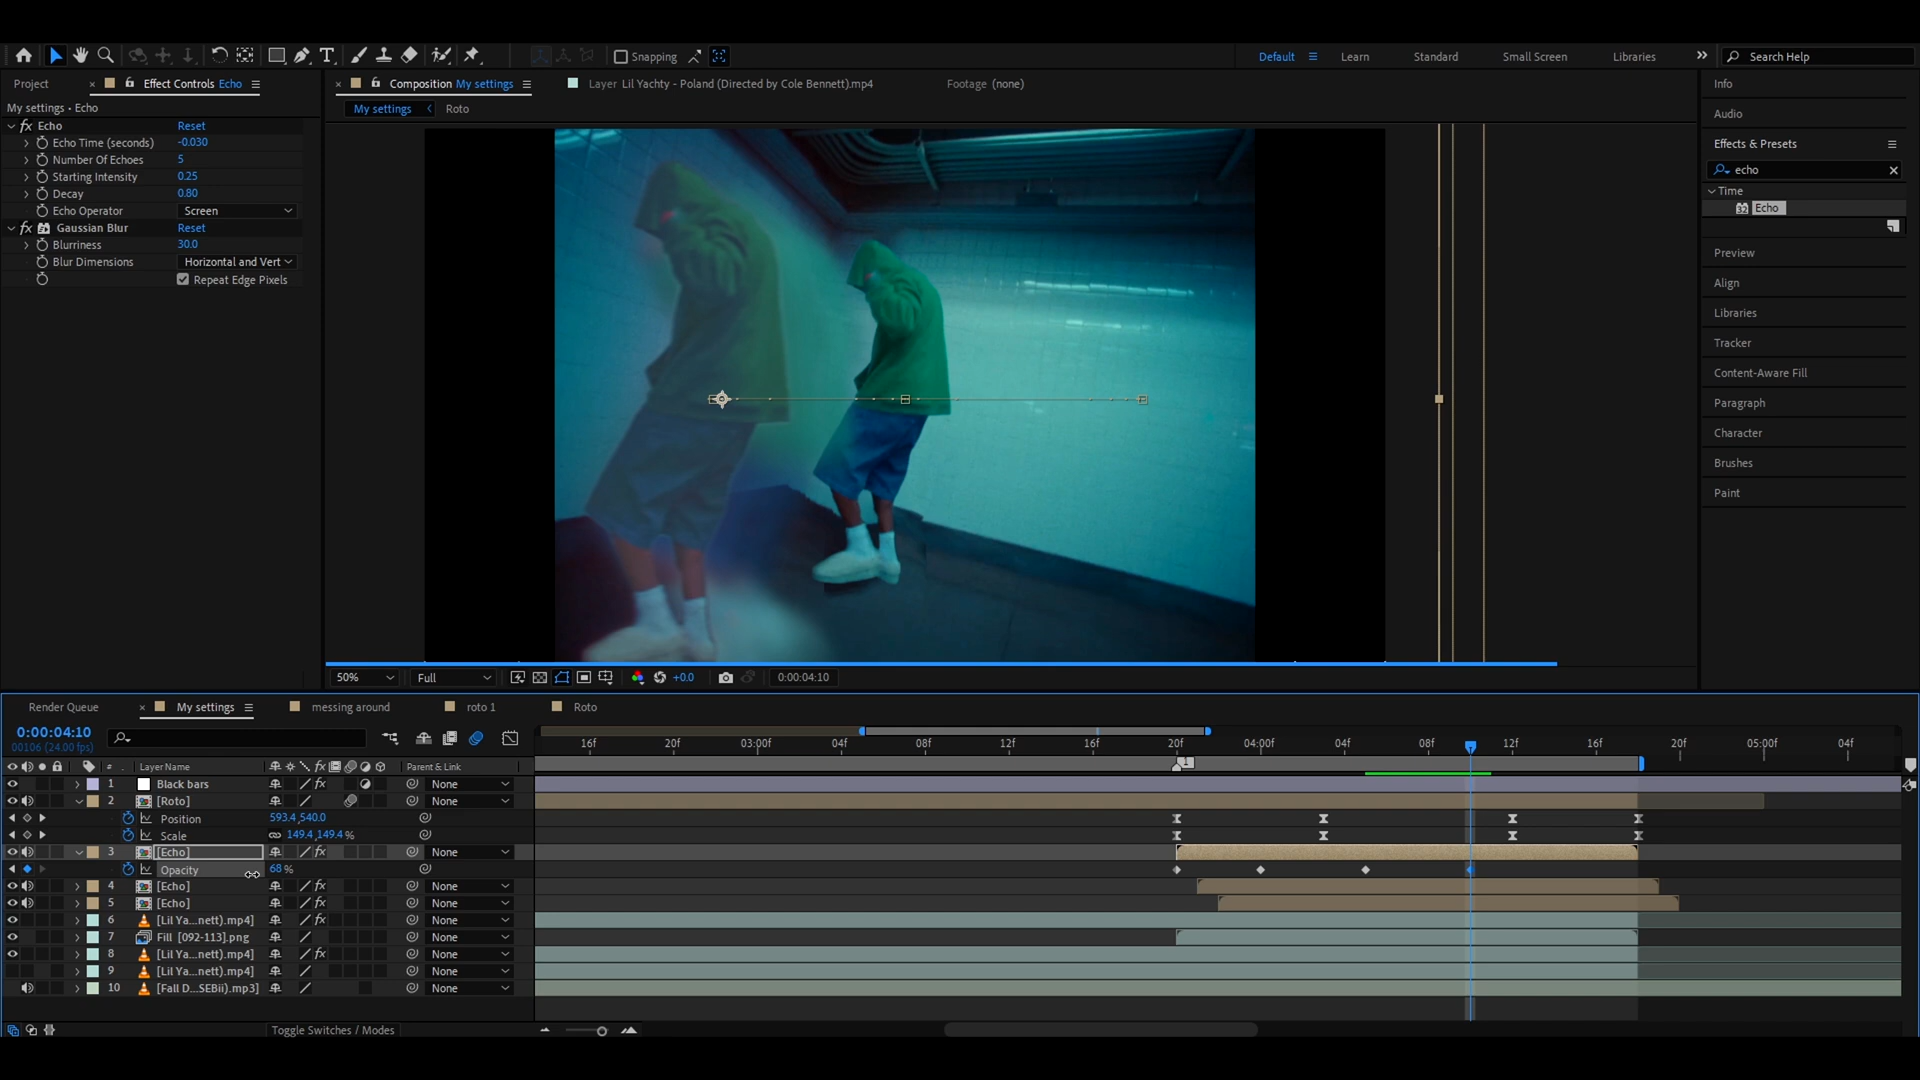 Snapping
Default
Learn
Standard
Small Screen
Libraries
Search Help
Project
Effect Controls Echo
Composition My settings
Layer Lil Yachty - Poland (Directed by Cole Bennett).mp4
Footage (none)
Info
My settings • Echo
My settings
Roto
Audio
fx Echo Reset
Echo Time (seconds) -0.030
Number Of Echoes 5
Starting Intensity 0.25
Decay 0.80
Echo Operator Screen
fx Gaussian Blur Reset
Blurriness 30.0
Blur Dimensions Horizontal and Vert
Repeat Edge Pixels
Effects & Presets
echo
Time
32 Echo
Preview
Align
Libraries
Tracker
Content-Aware Fill
Paragraph
Character
Brushes
Paint
50% Full +0.0 0:00:04:10
Render Queue
My settings
messing around
roto 1
Roto
0:00:04:10
00106 (24.00 fps)
16f 20f 03:00f 04f 08f 12f 16f 20f 04:00f 04f 08f 12f 16f 20f 05:00f 04f
1
# Layer Name fx Parent & Link
1 Black bars None
2 [Roto] None
Position 593.4,540.0
Scale 149.4,149.4%
3 [Echo] fx None
Opacity 68%
4 [Echo] fx None
5 [Echo] fx None
6 [Lil Ya...nett).mp4] fx None
7 Fill [092-113].png None
8 [Lil Ya...nett).mp4] fx None
9 [Lil Ya...nett).mp4] None
10 [Fall D...SEBii).mp3] None
Toggle Switches / Modes